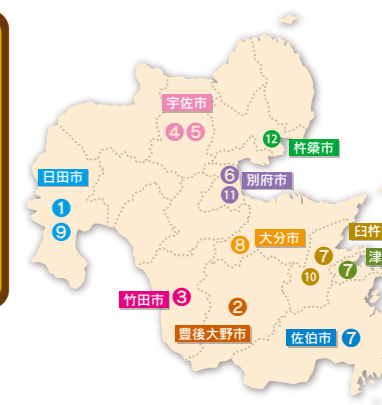 宇佐市
④⑤
⑫
杵築市
⑥
別府市
⑪
日田市
①
⑨
大分市
⑧
臼杵
⑦
津
⑦
⑩
竹田市
③
②
豊後大野市
佐伯市
⑦